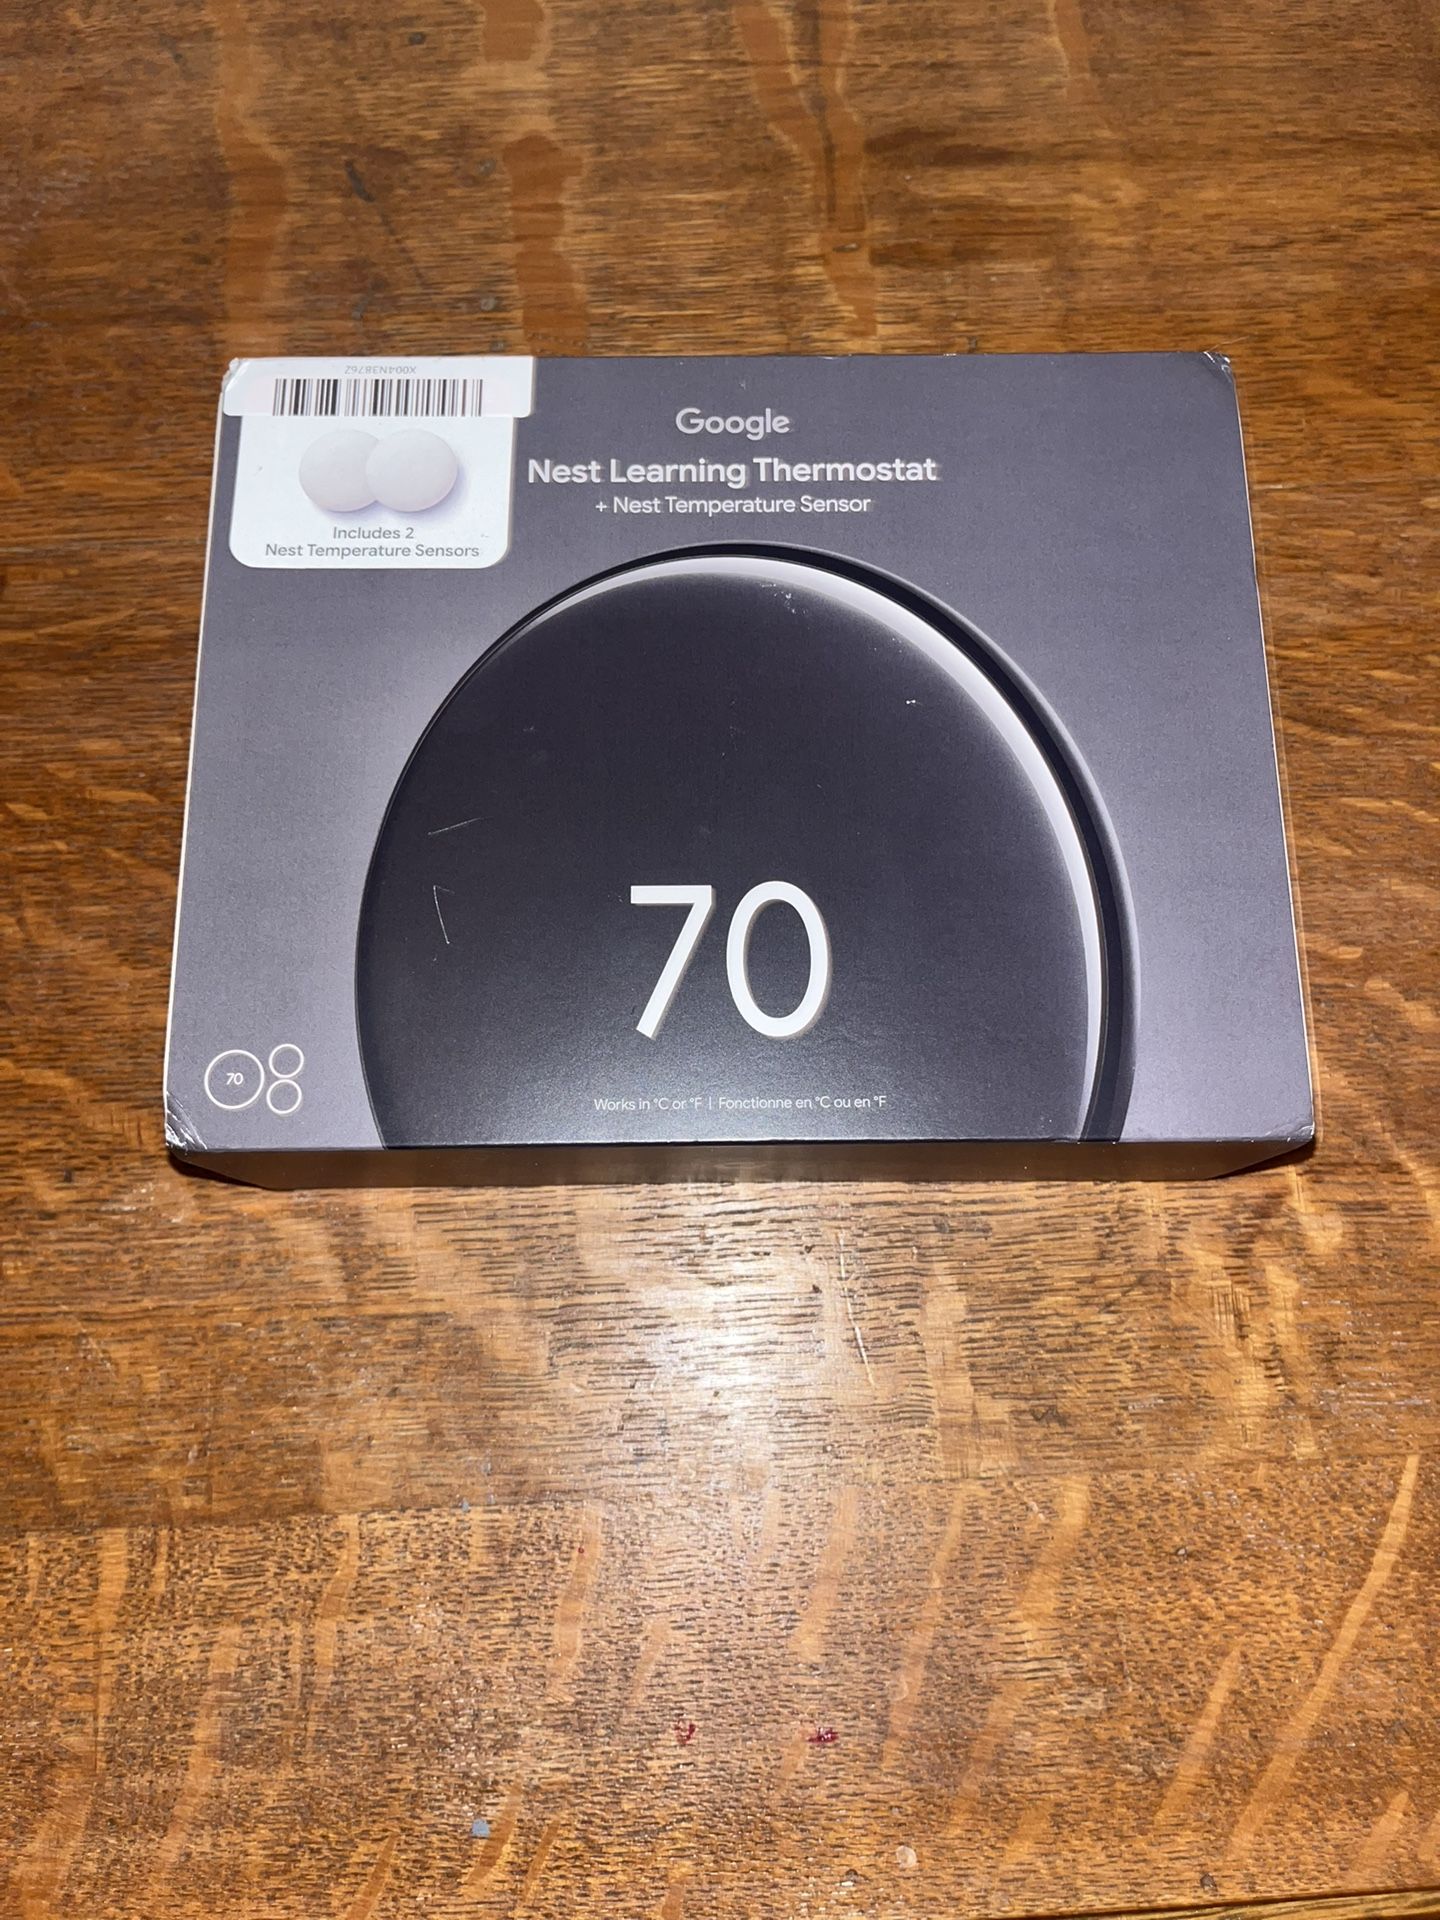 X004N3876Z
Google
Nest Learning Thermostat
+ Nest Temperature Sensor
Includes 2
Nest Temperature Sensors
70
70
Works in °C or °F | Fonctionne en °C ou en °F